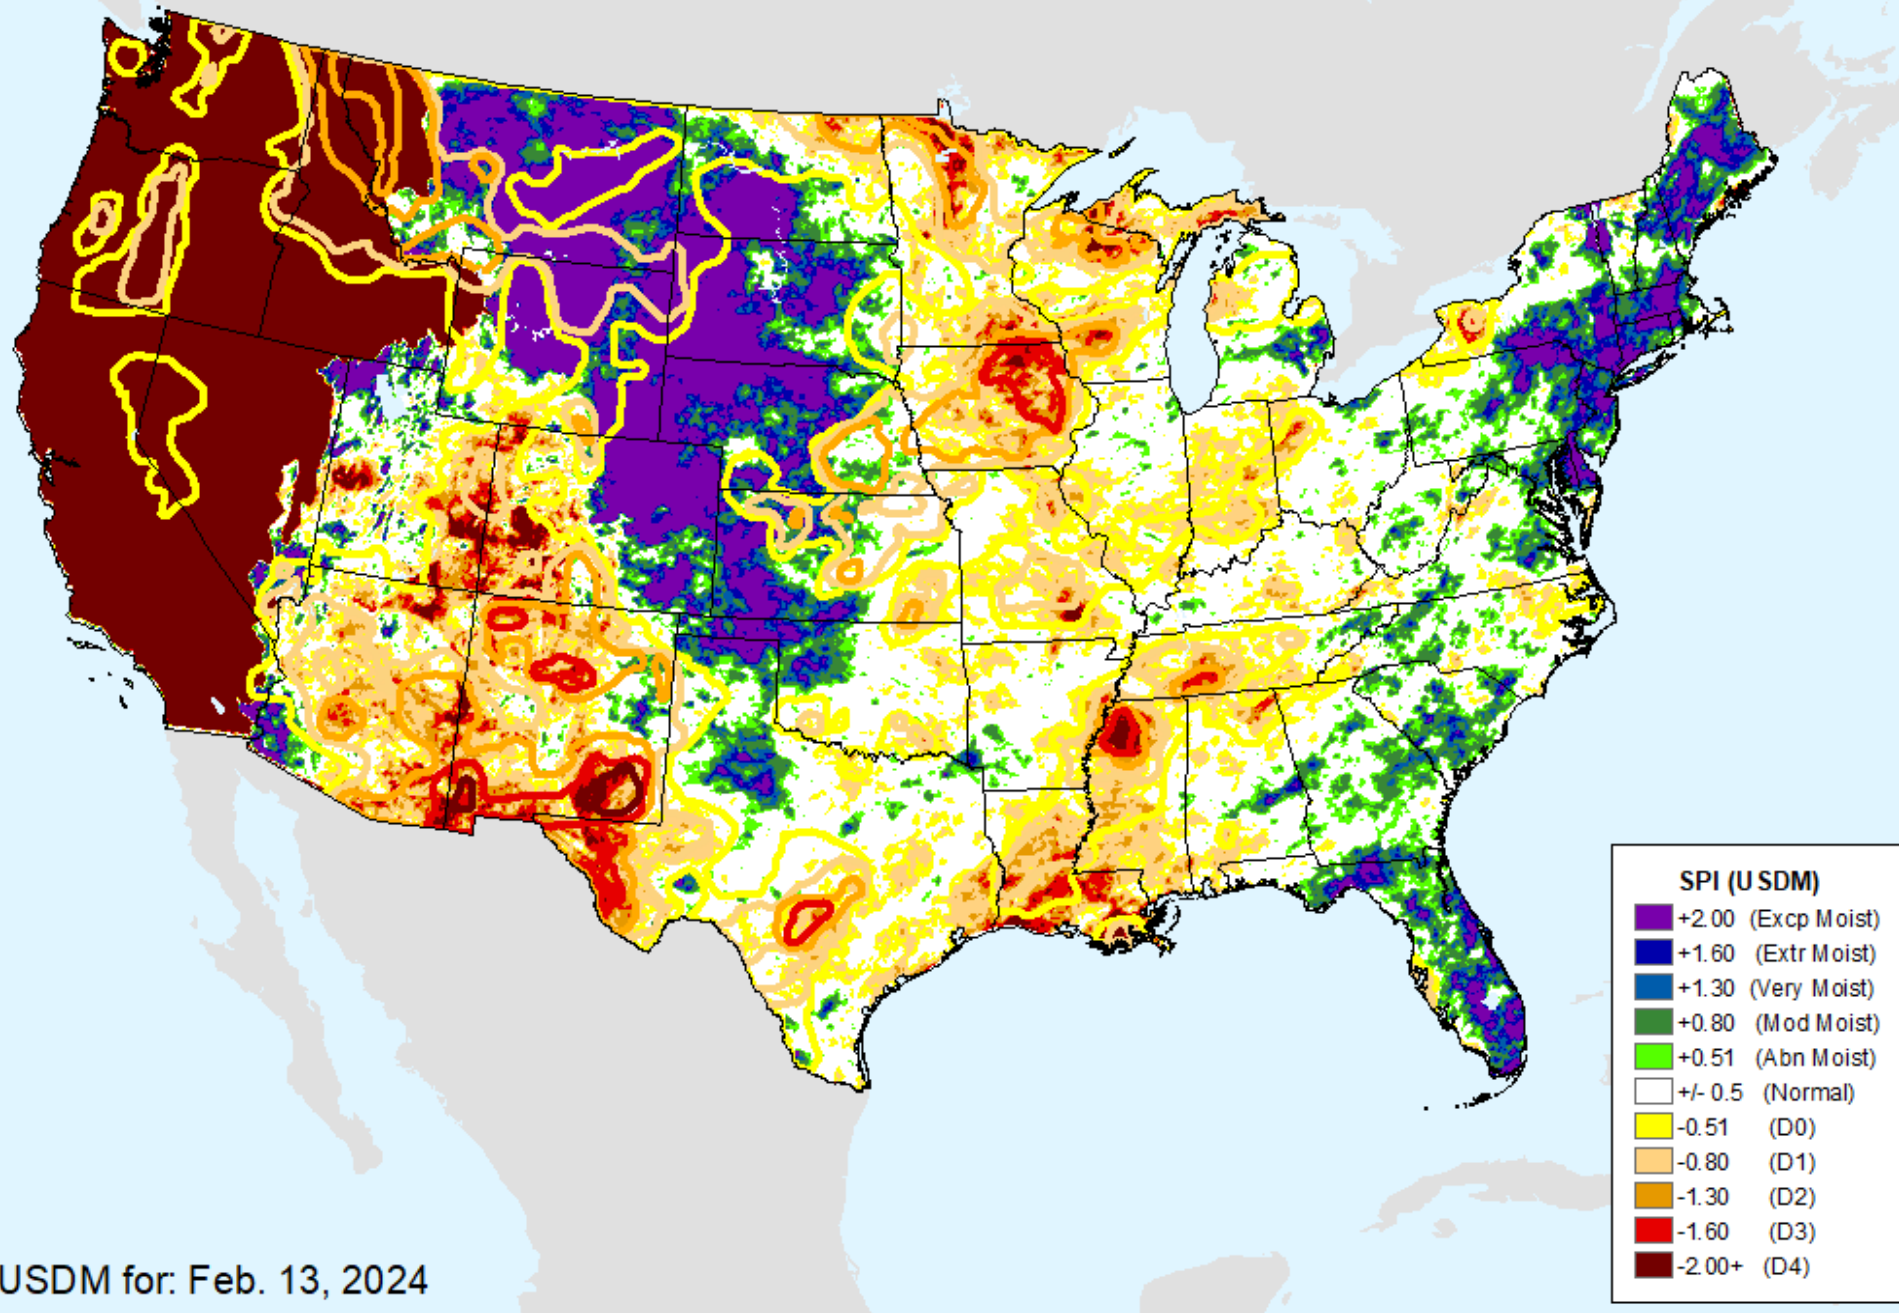 SPI (USDM)
+2.00 (Excp Moist)
+1.60 (Extr Moist)
+1.30 (Very Moist)
+0.80 (Mod Moist)
+0.51 (Abn Moist)
+/- 0.5 (Normal)
-0.51 (D0)
-0.80 (D1)
-1.30 (D2)
-1.60 (D3)
-2.00+ (D4)
USDM for: Feb. 13, 2024